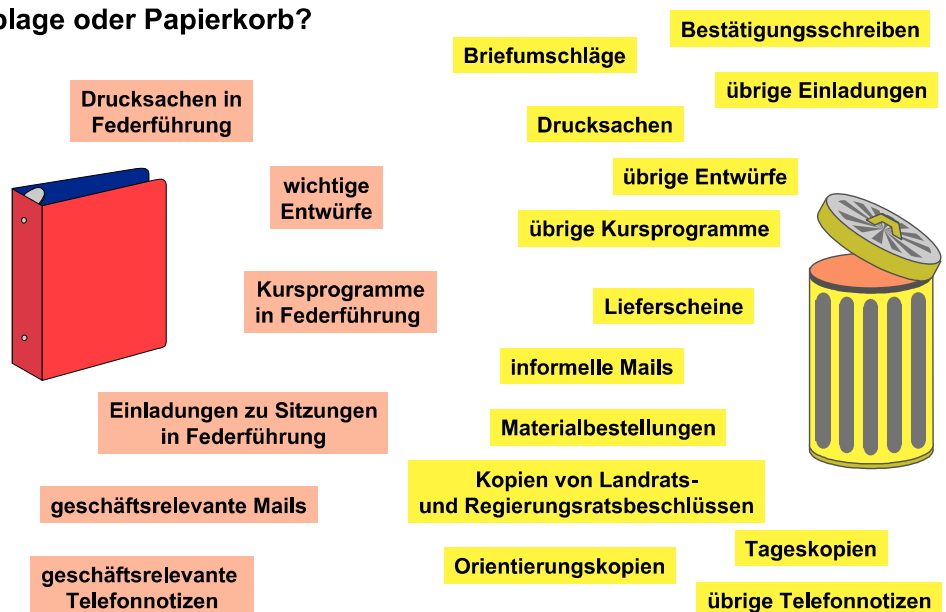 blage oder Papierkorb?
Drucksachen in
Federführung
wichtige
Entwürfe
Kursprogramme
in Federführung
Einladungen zu Sitzungen
in Federführung
geschäftsrelevante Mails
geschäftsrelevante
Telefonnotizen
Bestätigungsschreiben
Briefumschläge
übrige Einladungen
Drucksachen
übrige Entwürfe
übrige Kursprogramme
Lieferscheine
informelle Mails
Materialbestellungen
Kopien von Landrats-
und Regierungsratsbeschlüssen
Tageskopien
Orientierungskopien
übrige Telefonnotizen